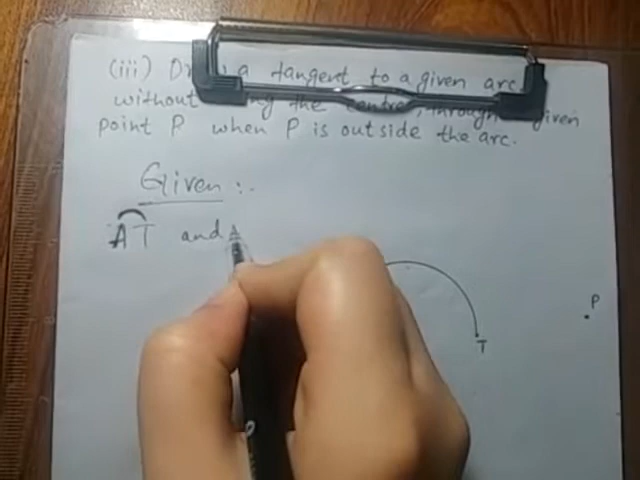 (iii) a tangent to a given arc
without the centre, through given
point P when P is outside the arc.
Given :-
AT and
P
T